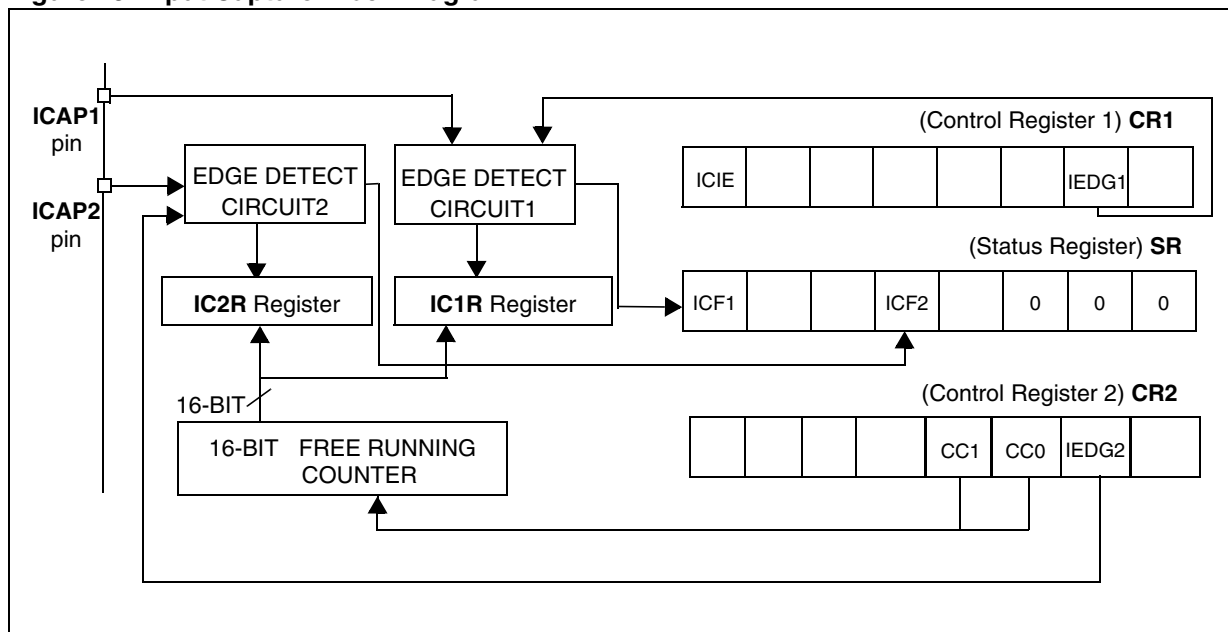 ICAP1
pin
ICAP2
pin
EDGE DETECT
CIRCUIT2
EDGE DETECT
CIRCUIT1
IC2R Register
IC1R Register
16-BIT
16-BIT FREE RUNNING
COUNTER
(Control Register 1) CR1
ICIE
IEDG1
(Status Register) SR
ICF1
ICF2
0
0
0
(Control Register 2) CR2
CC1
CC0
IEDG2